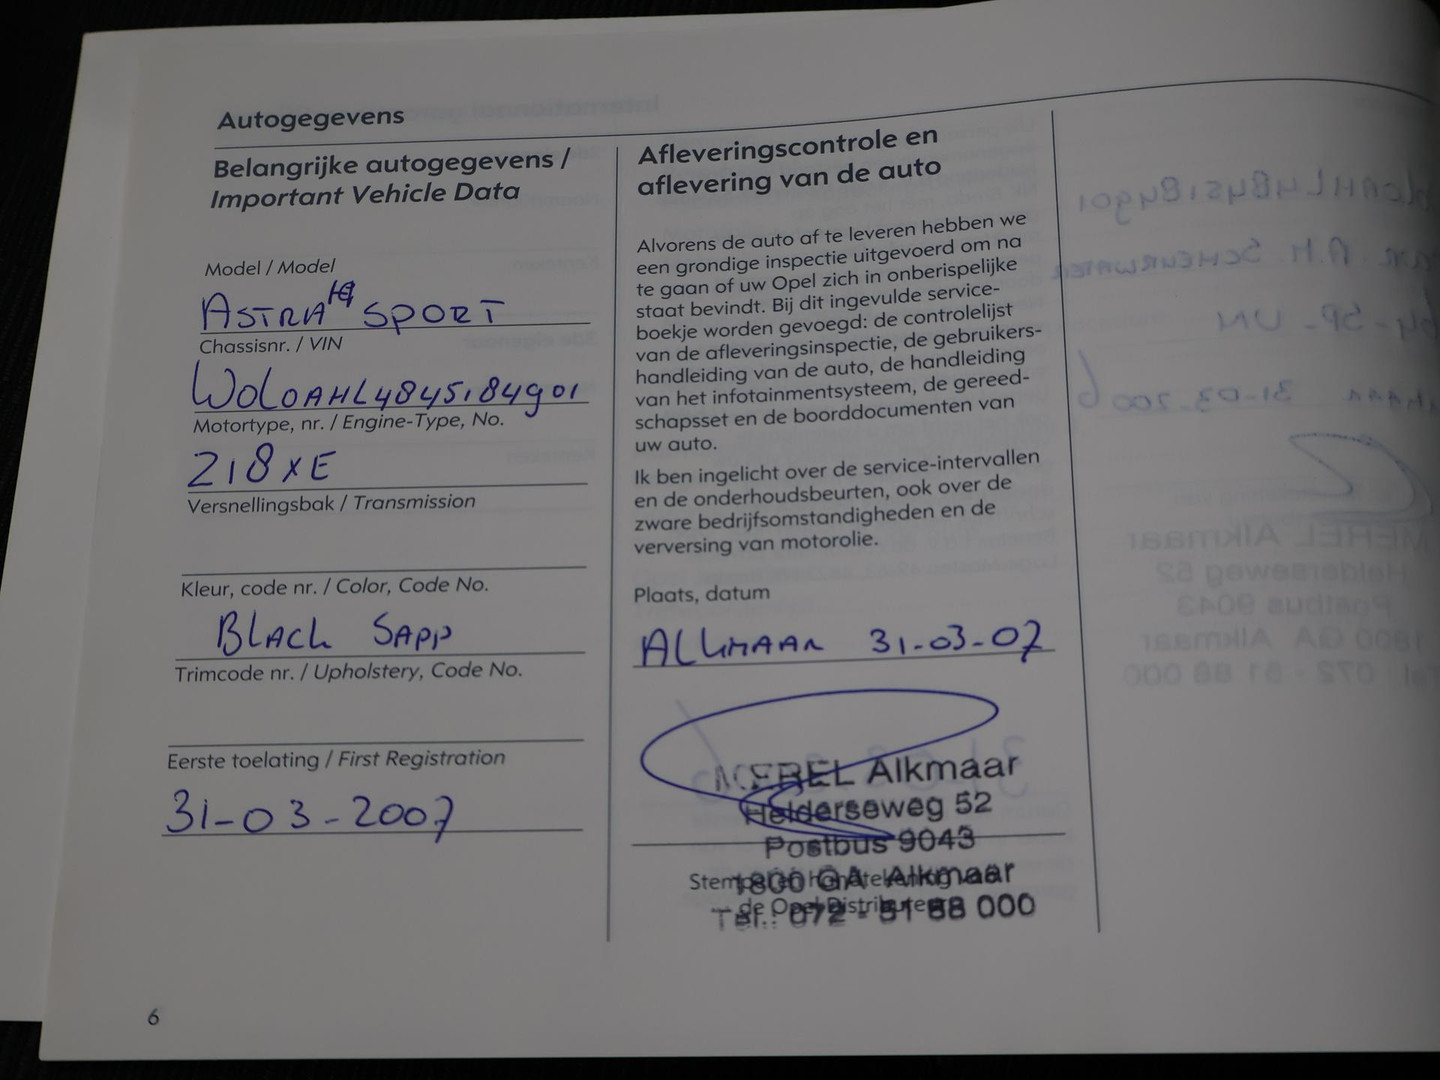 Autogegevens
Belangrijke autogegevens /
Important Vehicle Data
Model / Model
ASTRA H SPORT
Chassisnr. / VIN
W0L0AHL4845184901
Motortype, nr. / Engine-Type, No.
Z18XE
Versnellingsbak / Transmission
Kleur, code nr. / Color, Code No.
BLACK SAPP
Trimcode nr. / Upholstery, Code No.
Eerste toelating / First Registration
31-03-2007
6
Afleveringscontrole en
aflevering van de auto
Alvorens de auto af te leveren hebben we
een grondige inspectie uitgevoerd om na
te gaan of uw Opel zich in onberispelijke
staat bevindt. Bij dit ingevulde service-
boekje worden gevoegd: de controlelijst
van de afleveringsinspectie, de gebruikers-
handleiding van de auto, de handleiding
van het infotainmentsysteem, de gereed-
schapsset en de boorddocumenten van
uw auto.
Ik ben ingelicht over de service-intervallen
en de onderhoudsbeurten, ook over de
zware bedrijfsomstandigheden en de
verversing van motorolie.
Plaats, datum
ALKMAAR 31-03-07
MEREL Alkmaar
Helderseweg 52
Postbus 9043
1800 GA Alkmaar
de Opel Distributeur
Tel.: 072 - 51 88 000